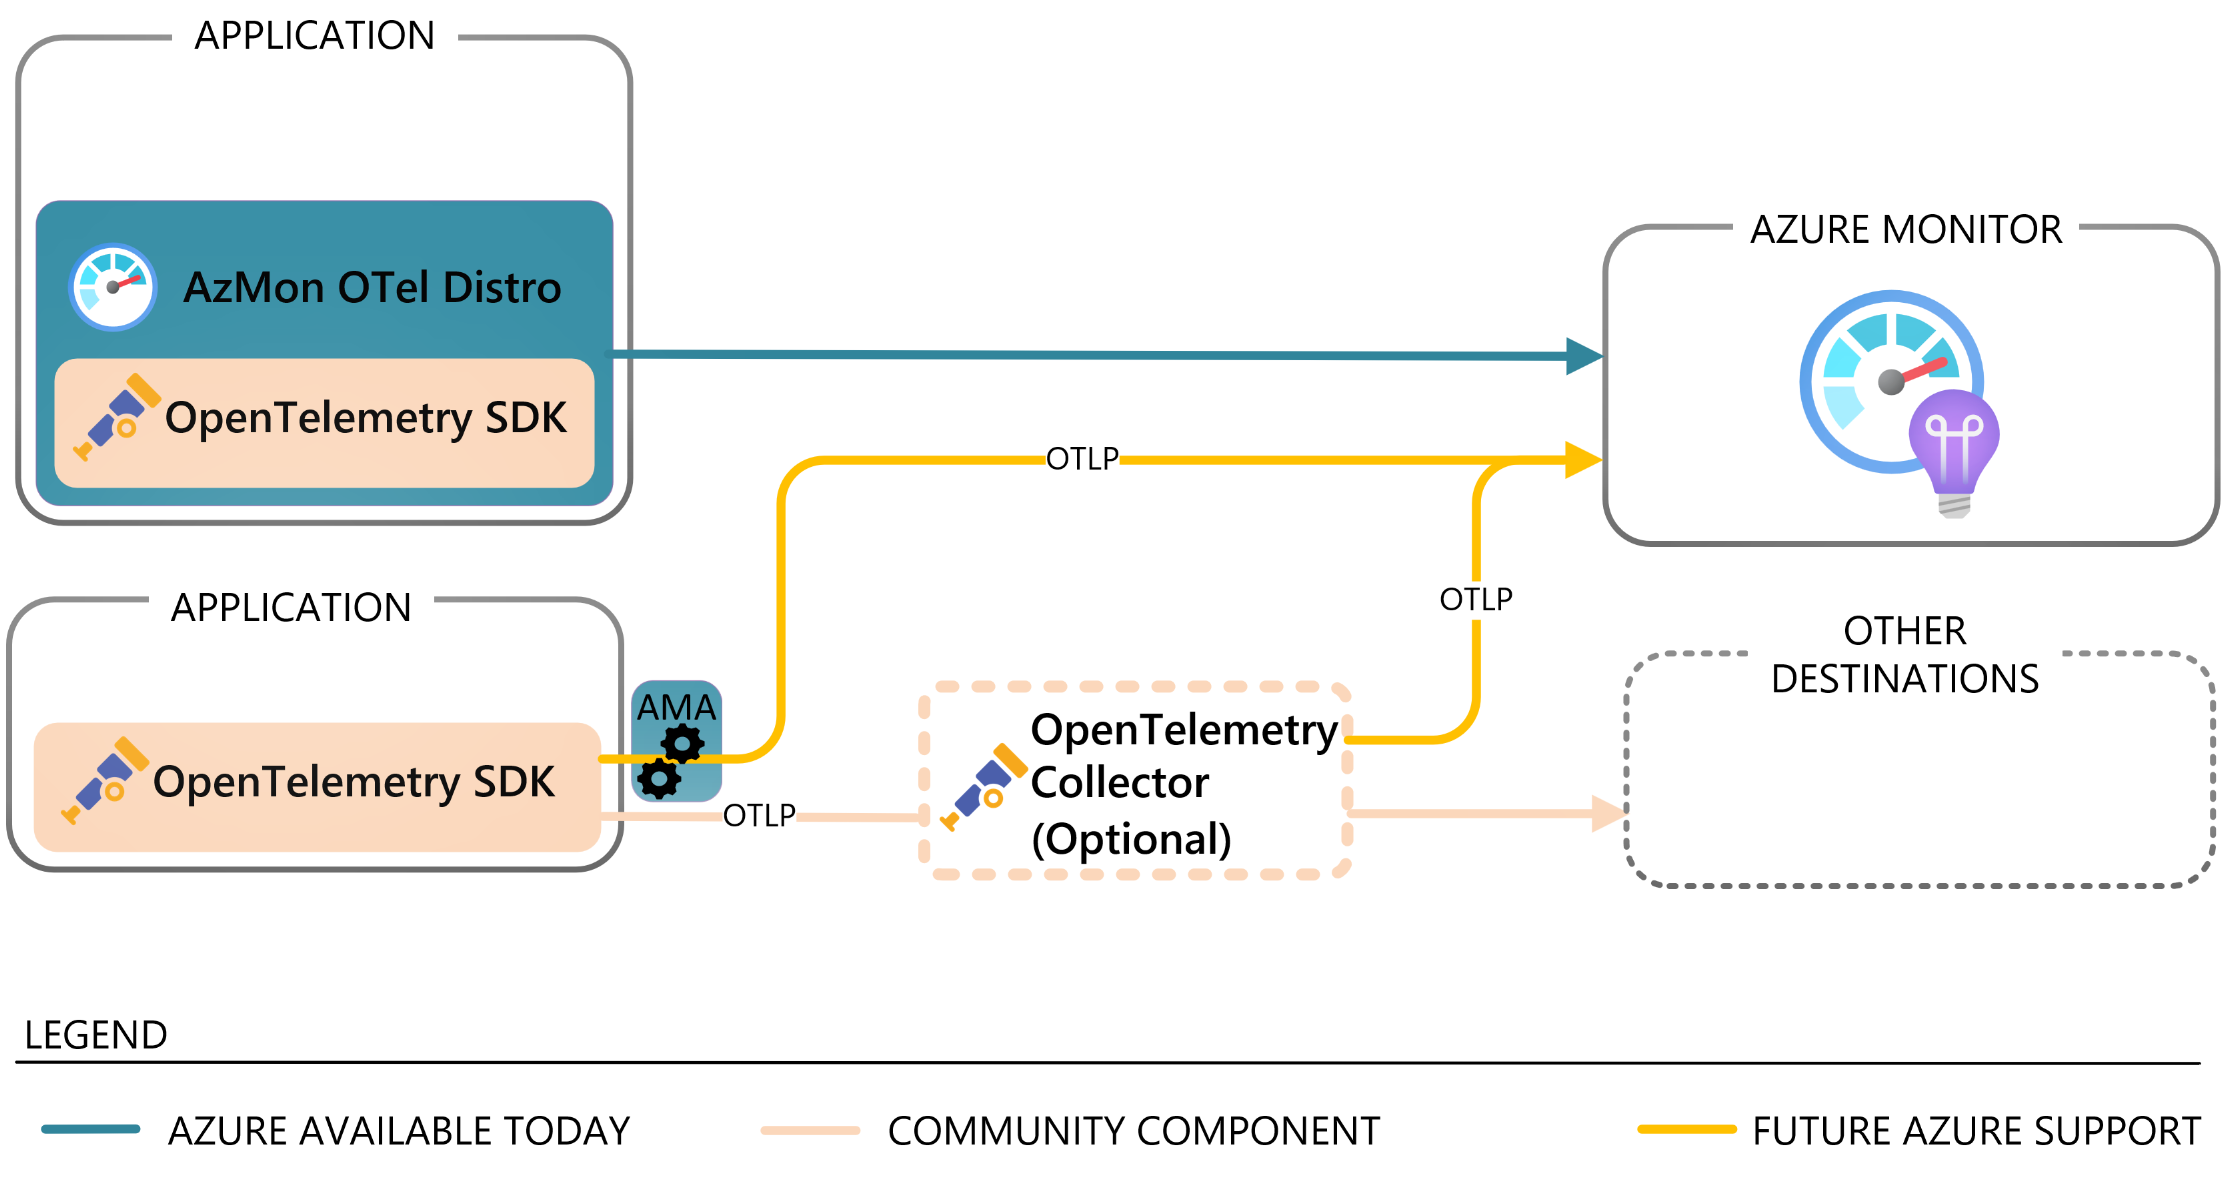 APPLICATION
AzMon OTel Distro
OpenTelemetry SDK
AZURE MONITOR
OTLP
OTLP
APPLICATION
AMA
OpenTelemetry SDK
OTLP
OpenTelemetry
Collector
(Optional)
OTHER
DESTINATIONS
LEGEND
AZURE AVAILABLE TODAY
COMMUNITY COMPONENT
FUTURE AZURE SUPPORT